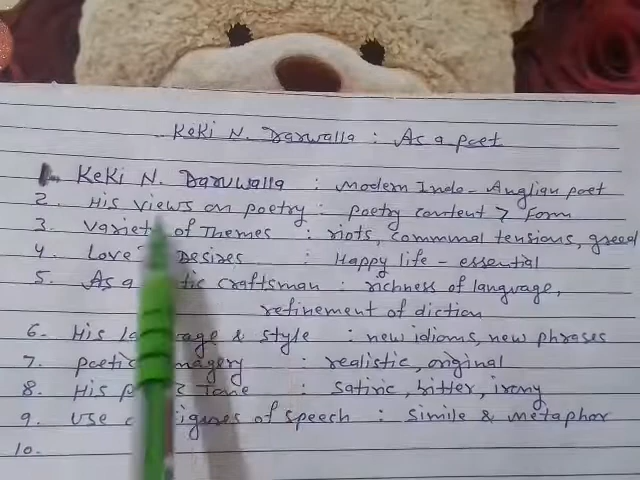 Keki N. Daruwalla : As a poet
1. Keki N. Daruwalla : Modern Indo-Anglian poet
2. His views on poetry : Poetry content > Form
3. Variety of Themes : riots, communal tensions, greed
4. Love Desires : Happy life - essential
5. As a craftsman : richness of language,
refinement of diction
6. His & style : new idioms, new phrases
7. poetic : realistic, original
8. His Tone : satiric, bitter, irony
9. Use of speech : simile & metaphor
10.